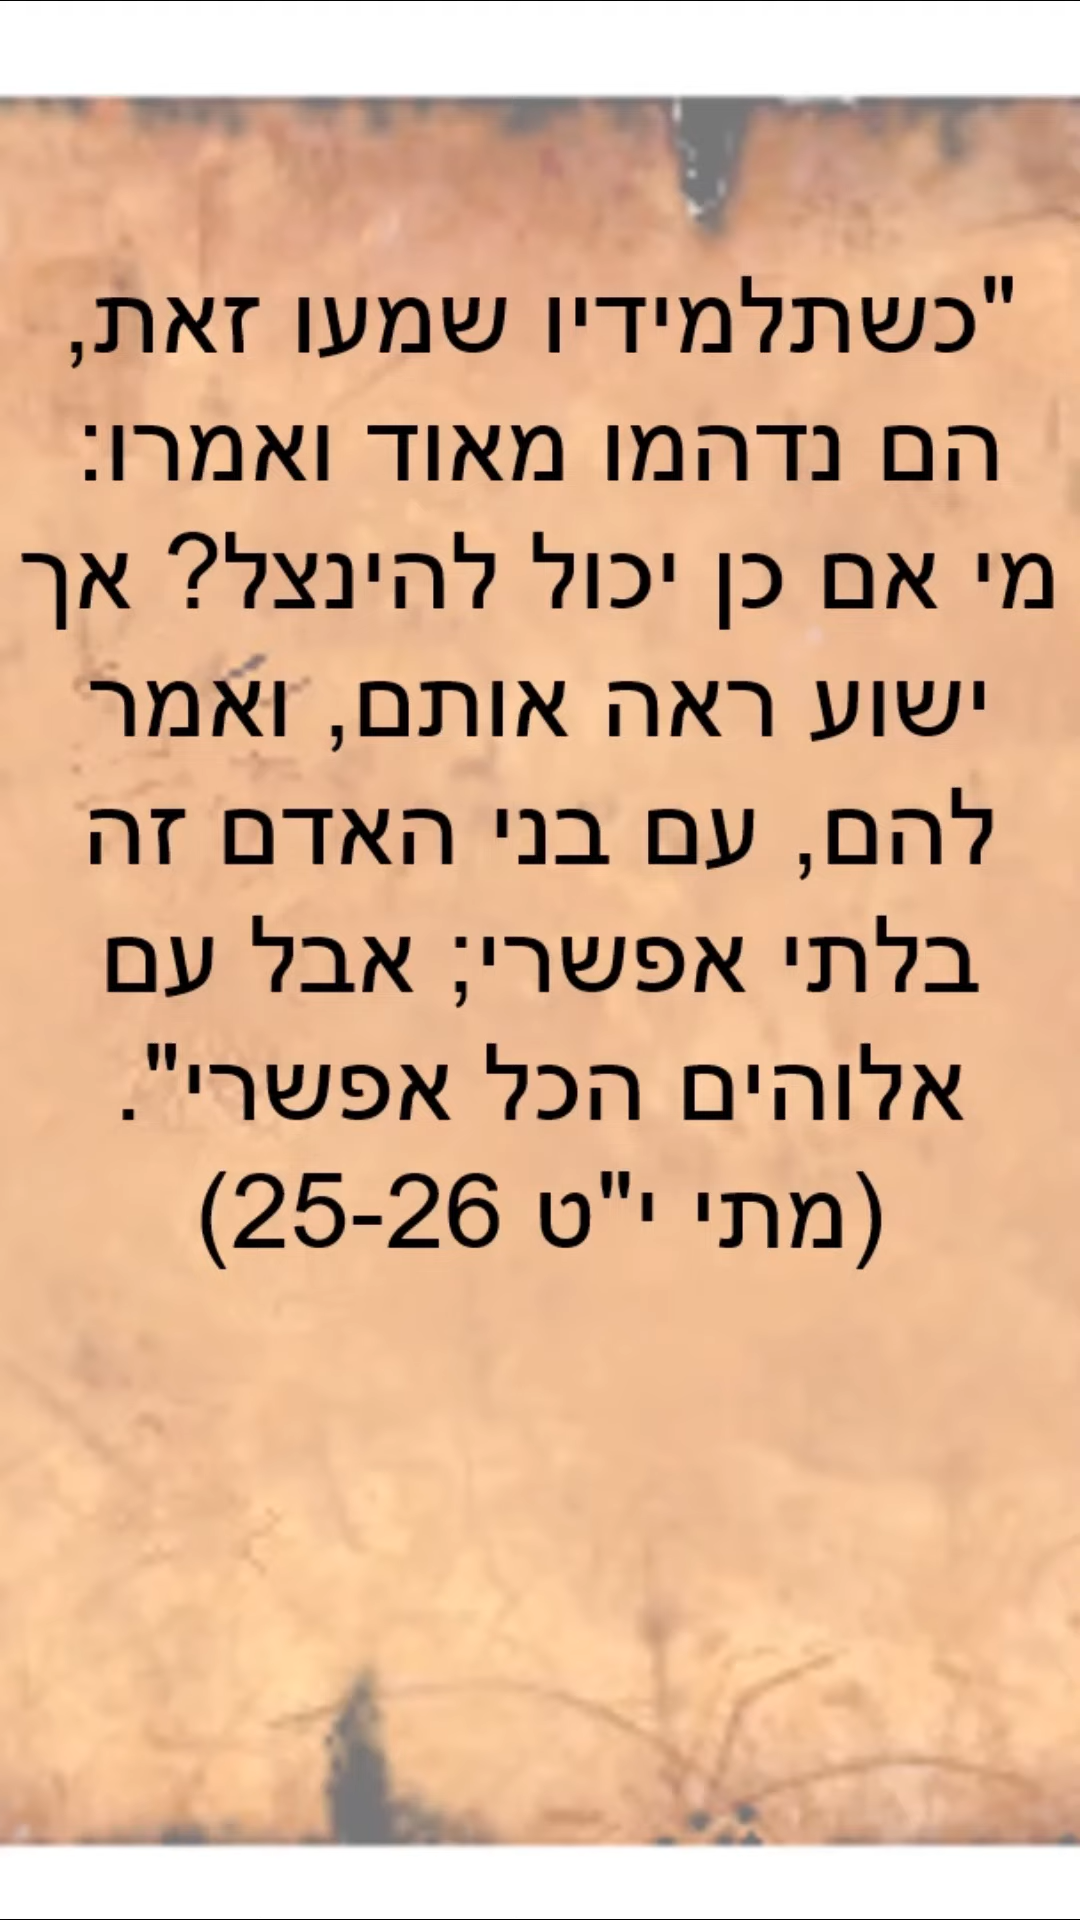 "כשתלמידיו שמעו זאת,
הם נדהמו מאוד ואמרו:
מי אם כן יכול להינצל? אך
ישוע ראה אותם, ואמר
להם, עם בני האדם זה
בלתי אפשרי; אבל עם
אלוהים הכל אפשרי".
(מתי י"ט 25-26)